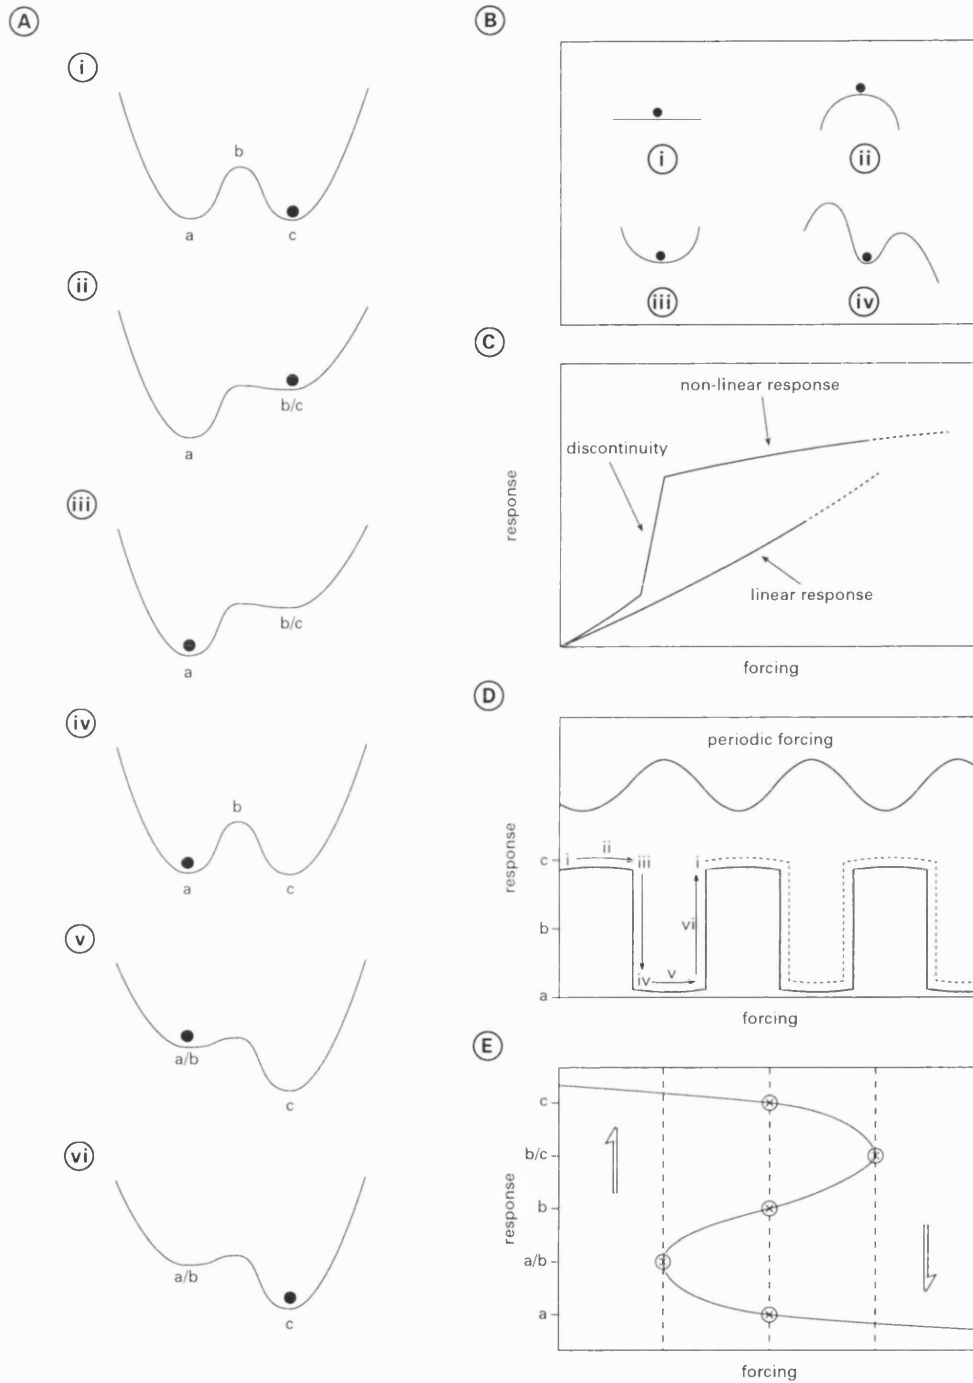 A
i
b
a
c
ii
b/c
a
iii
b/c
a
iv
b
a
c
v
a/b
c
vi
a/b
c
B
i
ii
iii
iv
C
non-linear response
discontinuity
response
linear response
forcing
D
periodic forcing
response
c
i
ii
iii
i
b
vi
iv
v
a
forcing
E
c
b/c
response
b
a/b
a
forcing